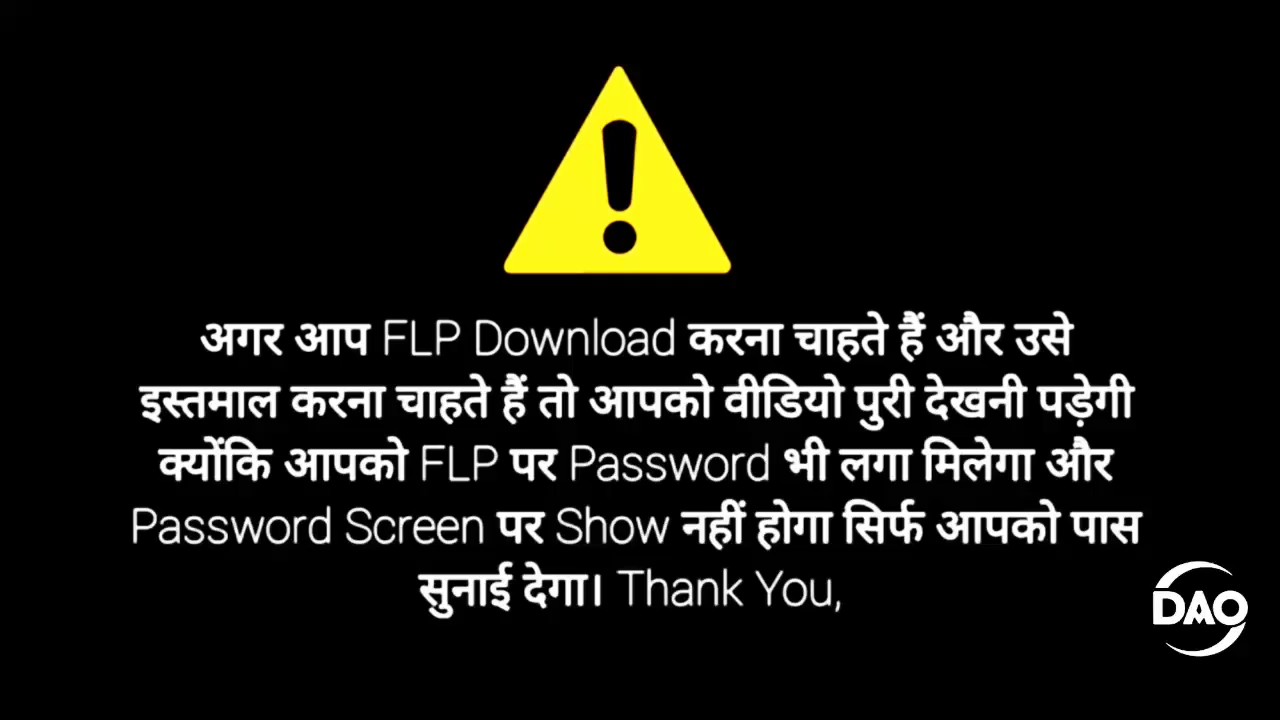 अगर आप FLP Download करना चाहते हैं और उसे
इस्तमाल करना चाहते हैं तो आपको वीडियो पुरी देखनी पड़ेगी
क्योंकि आपको FLP पर Password भी लगा मिलेगा और
Password Screen पर Show नहीं होगा सिर्फ आपको पास
सुनाई देगा। Thank You,
DAO